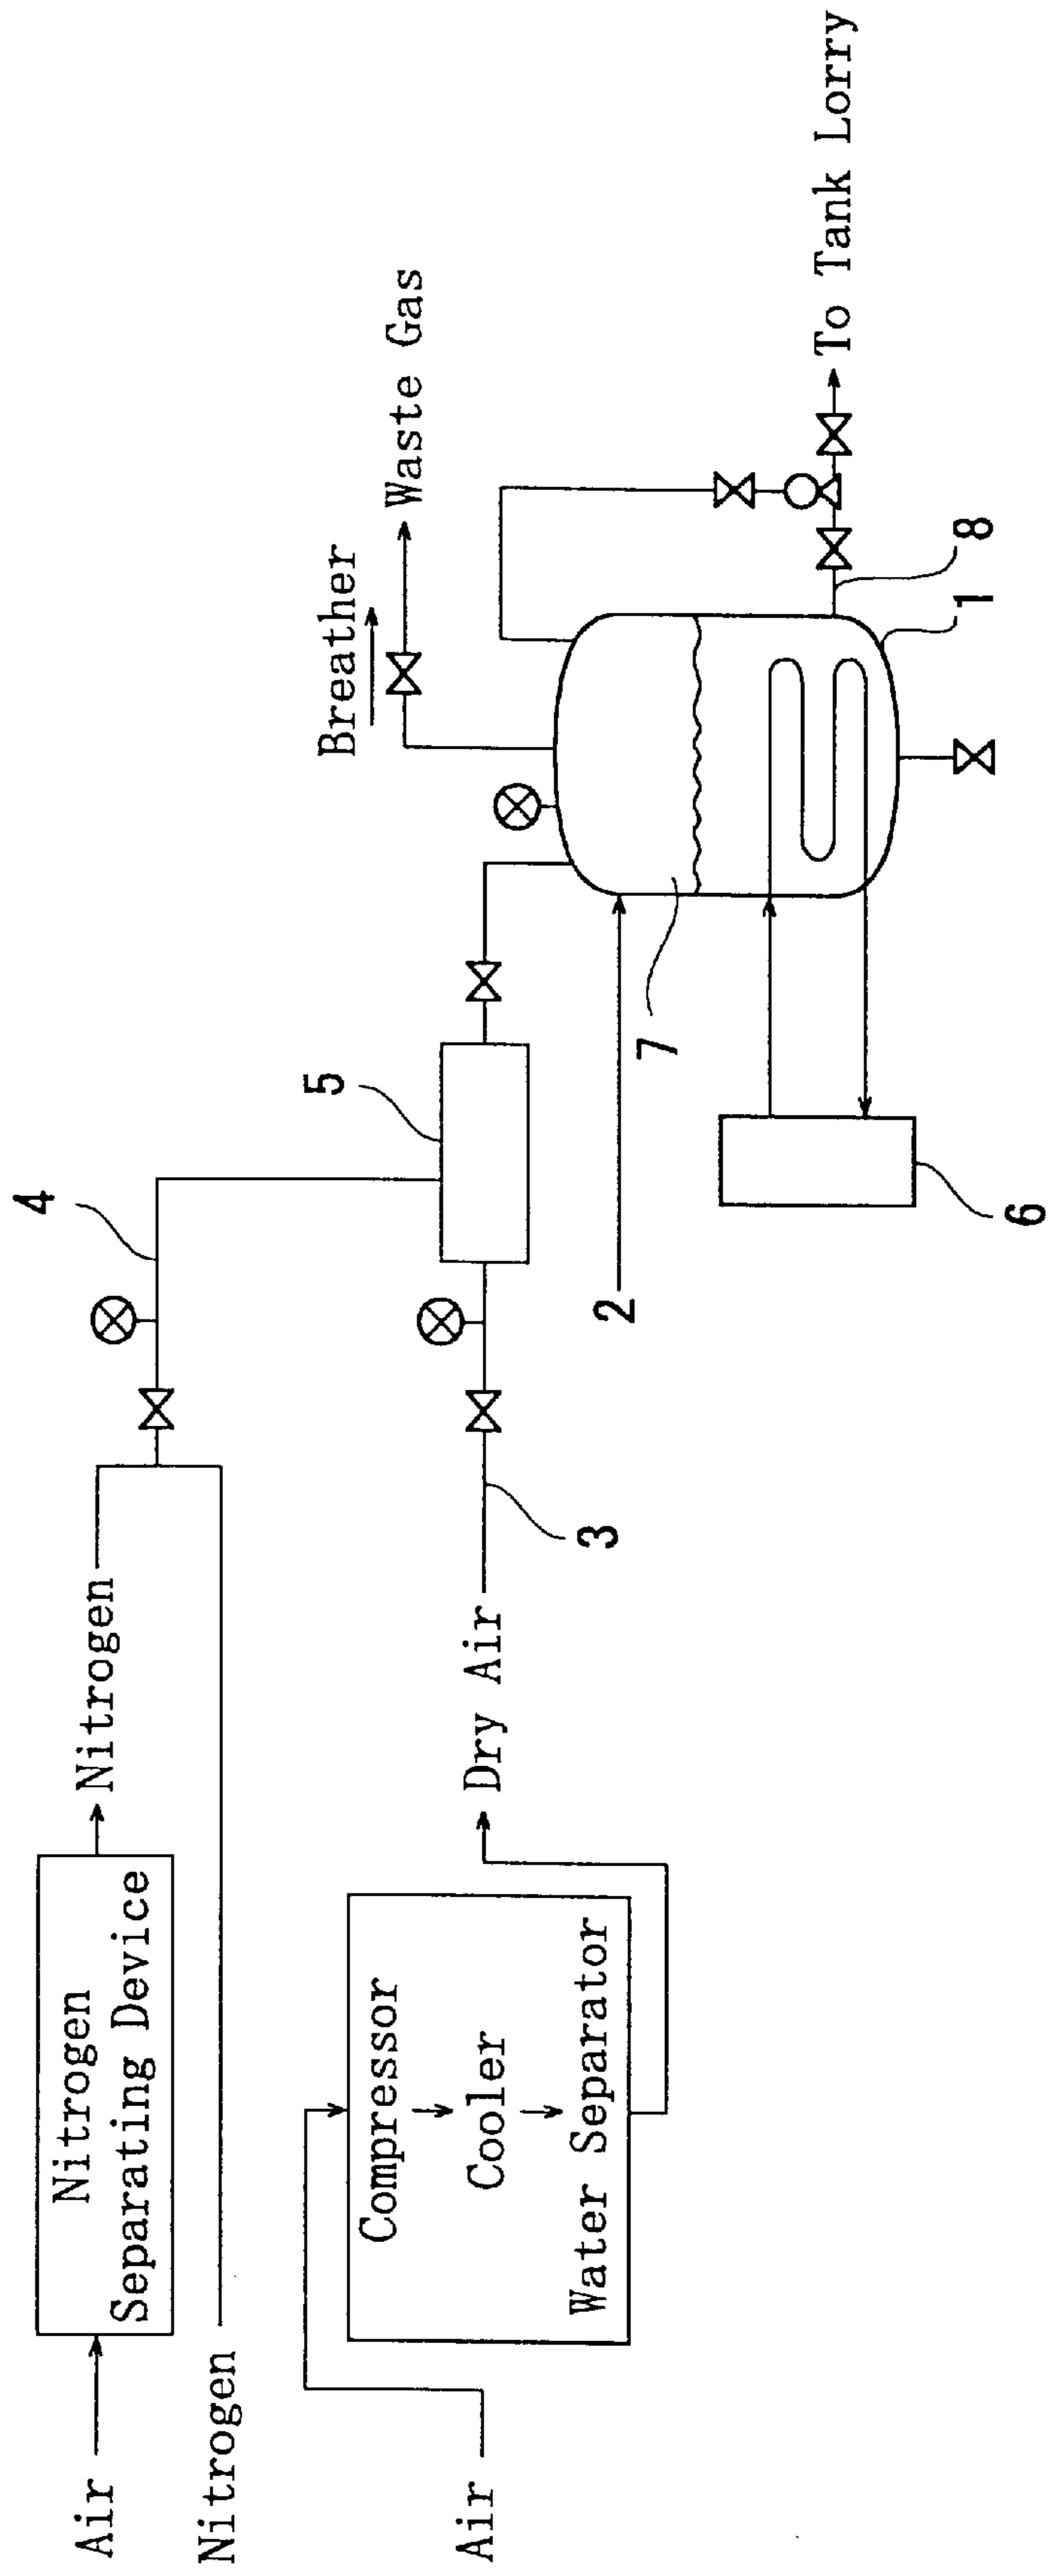 Air
Nitrogen
Separating Device
Nitrogen
Nitrogen
4
5
Air
Compressor
Cooler
Water Separator
Dry Air
3
Breather
Waste Gas
2
7
6
1
8
To Tank Lorry